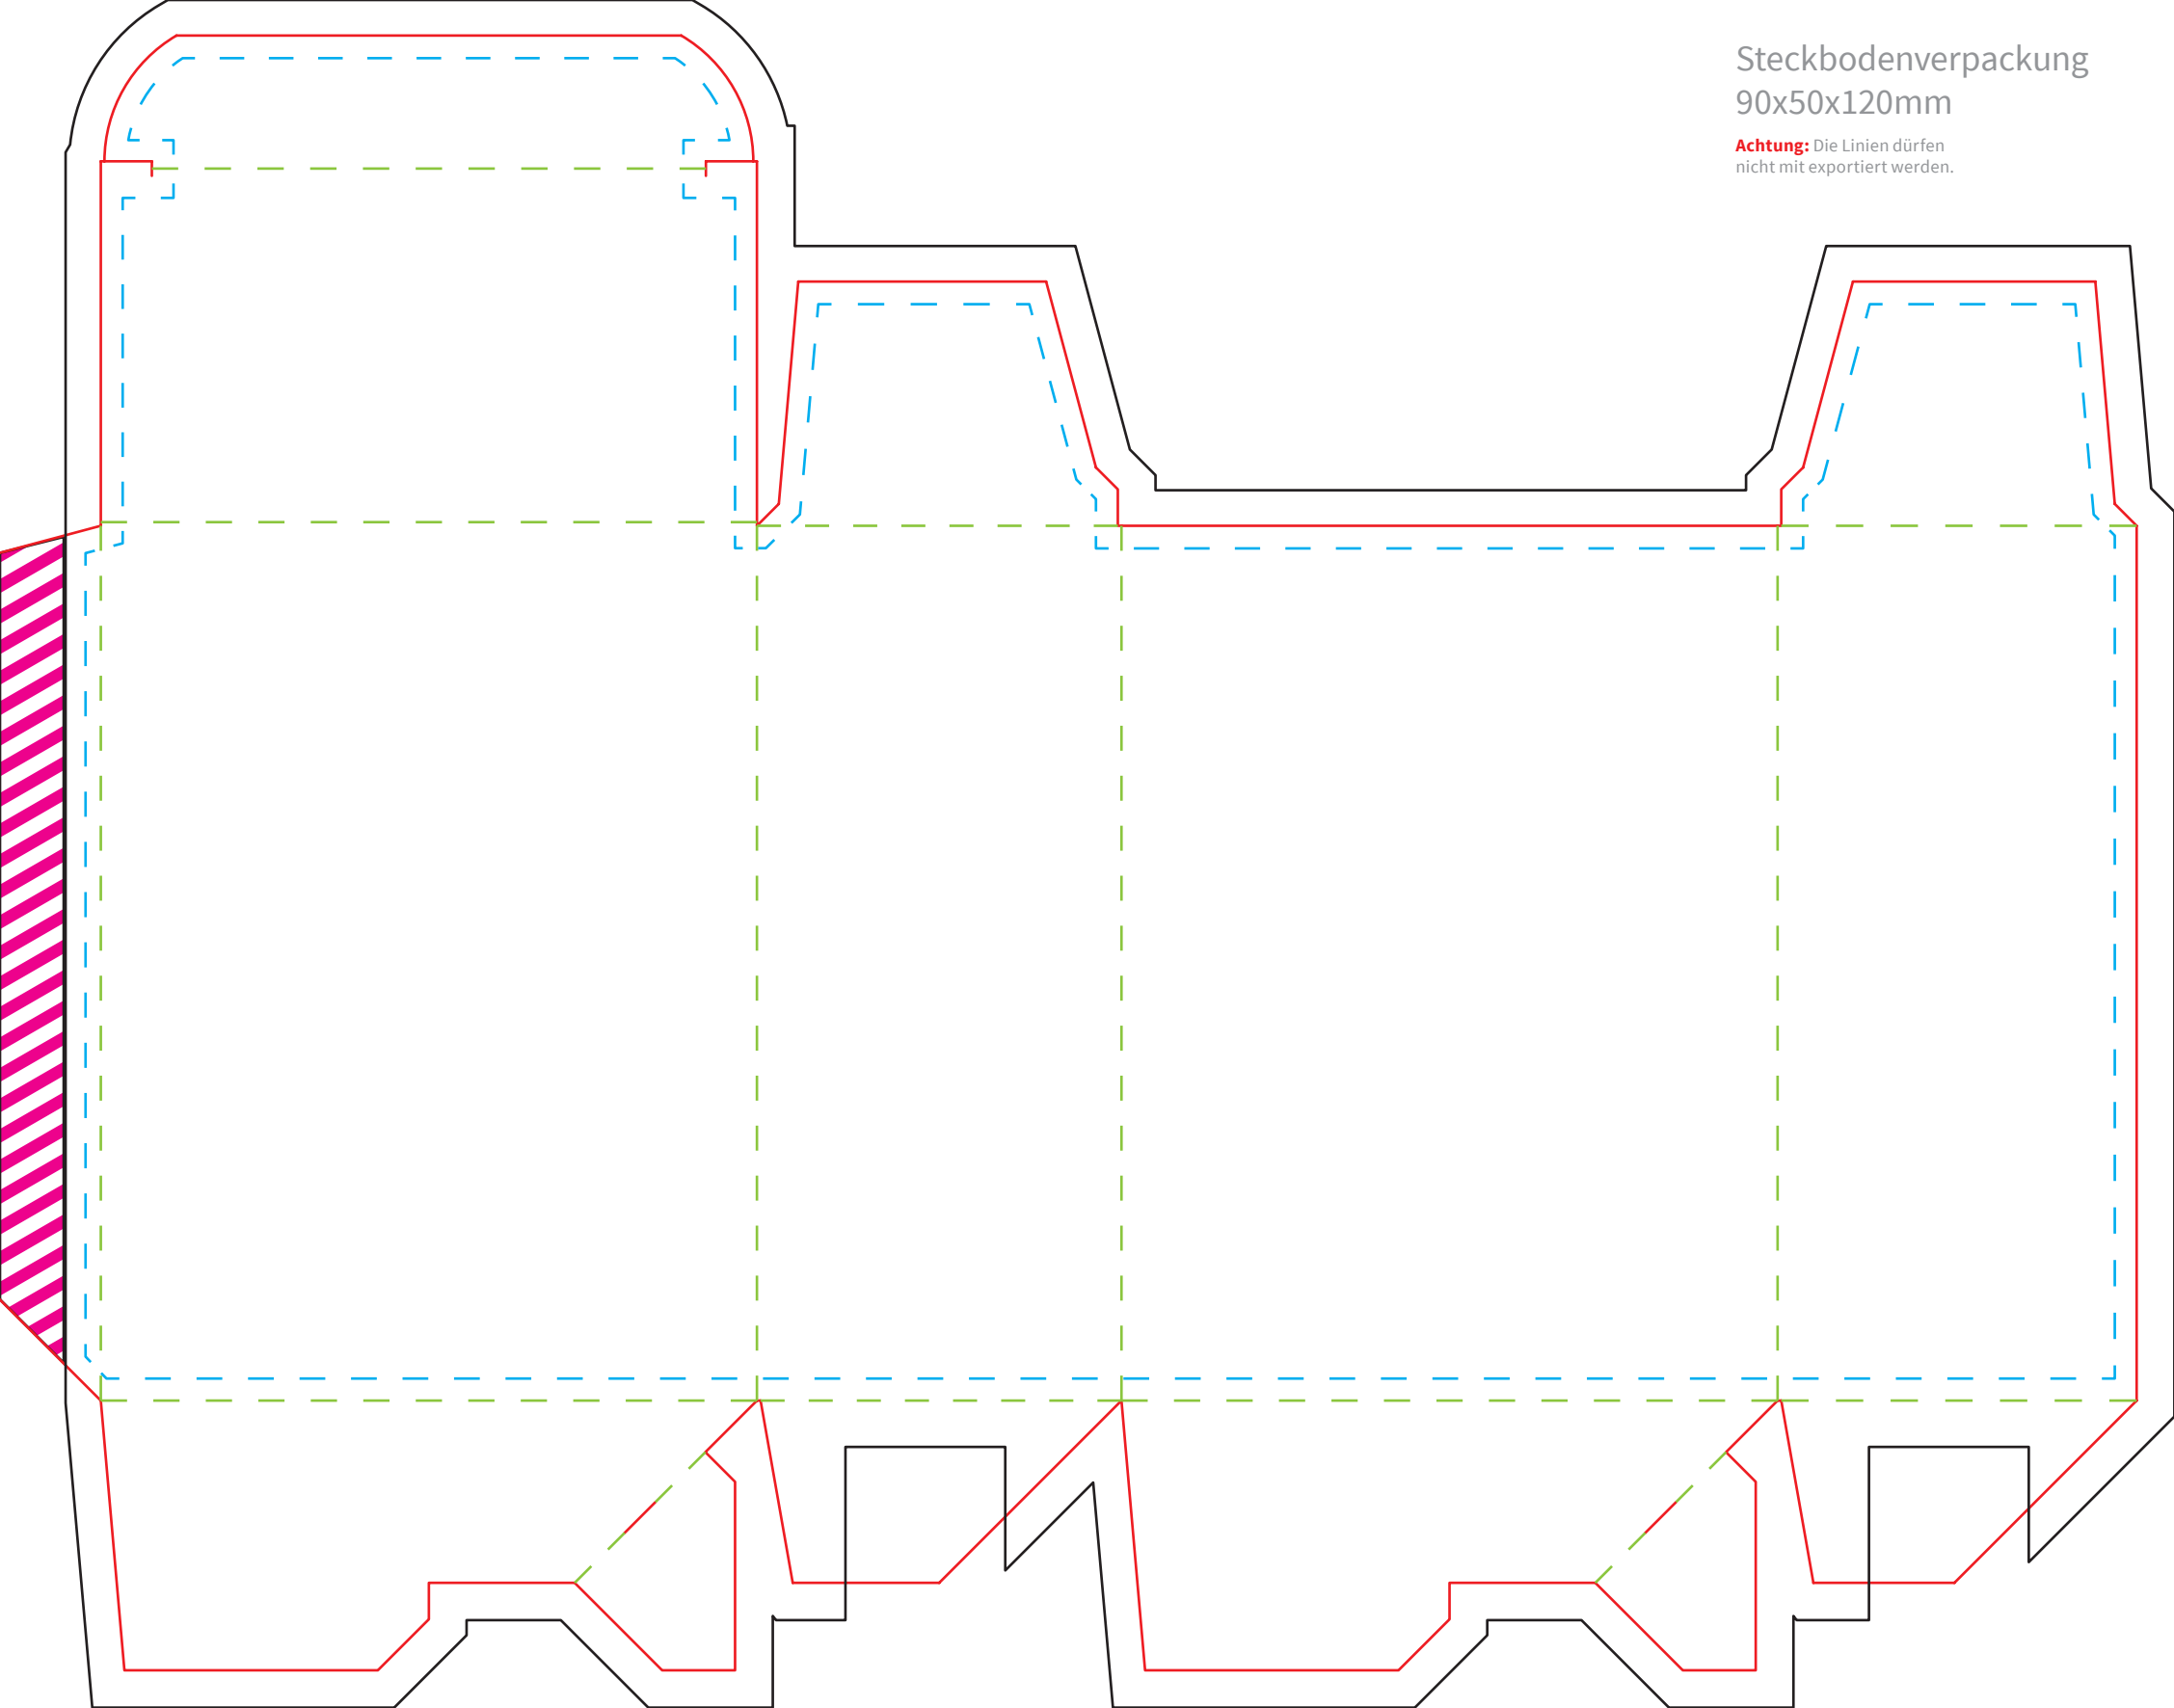 Steckbodenverpackung
90x50x120mm
Achtung: Die Linien dürfen
nicht mit exportiert werden.